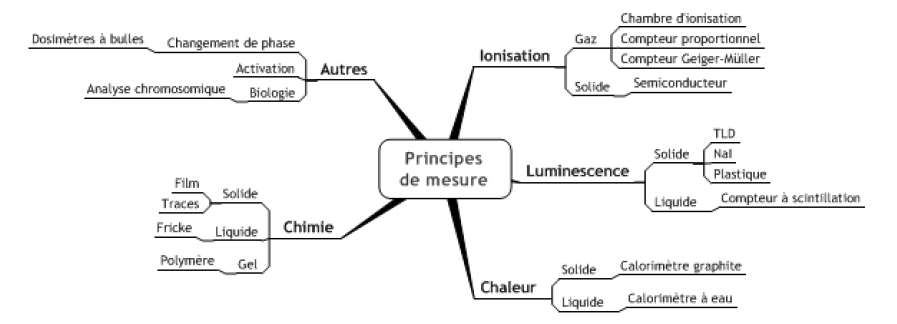 Principes
de mesure
Ionisation
Gaz
Chambre d'ionisation
Compteur proportionnel
Compteur Geiger-Müller
Solide
Semiconducteur
Luminescence
Solide
TLD
NaI
Plastique
Liquide
Compteur à scintillation
Chaleur
Solide
Calorimètre graphite
Liquide
Calorimètre à eau
Autres
Changement de phase
Dosimètres à bulles
Activation
Biologie
Analyse chromosomique
Chimie
Solide
Film
Traces
Liquide
Fricke
Gel
Polymère